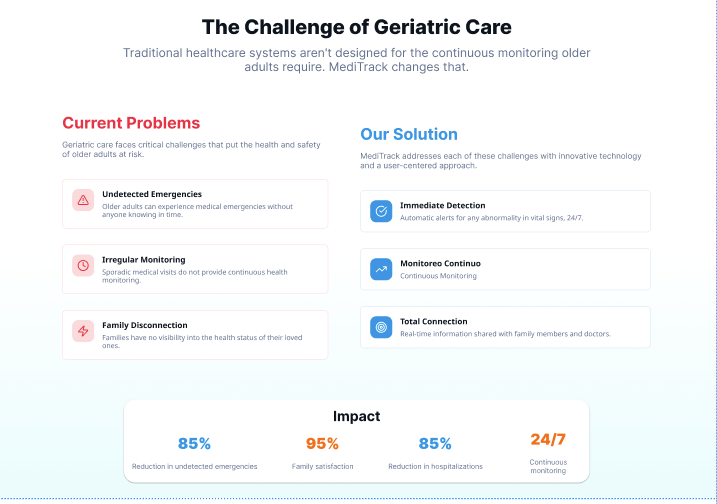 The Challenge of Geriatric Care
Traditional healthcare systems aren't designed for the continuous monitoring older
adults require. MediTrack changes that.
Current Problems
Geriatric care faces critical challenges that put the health and safety
of older adults at risk.
Undetected Emergencies
Older adults can experience medical emergencies without
anyone knowing in time.
Irregular Monitoring
Sporadic medical visits do not provide continuous health
monitoring.
Family Disconnection
Families have no visibility into the health status of their loved
ones.
Our Solution
MediTrack addresses each of these challenges with innovative technology
and a user-centered approach.
Immediate Detection
Automatic alerts for any abnormality in vital signs, 24/7.
Monitoreo Continuo
Continuous Monitoring
Total Connection
Real-time information shared with family members and doctors.
Impact
85%
Reduction in undetected emergencies
95%
Family satisfaction
85%
Reduction in hospitalizations
24/7
Continuous
monitoring